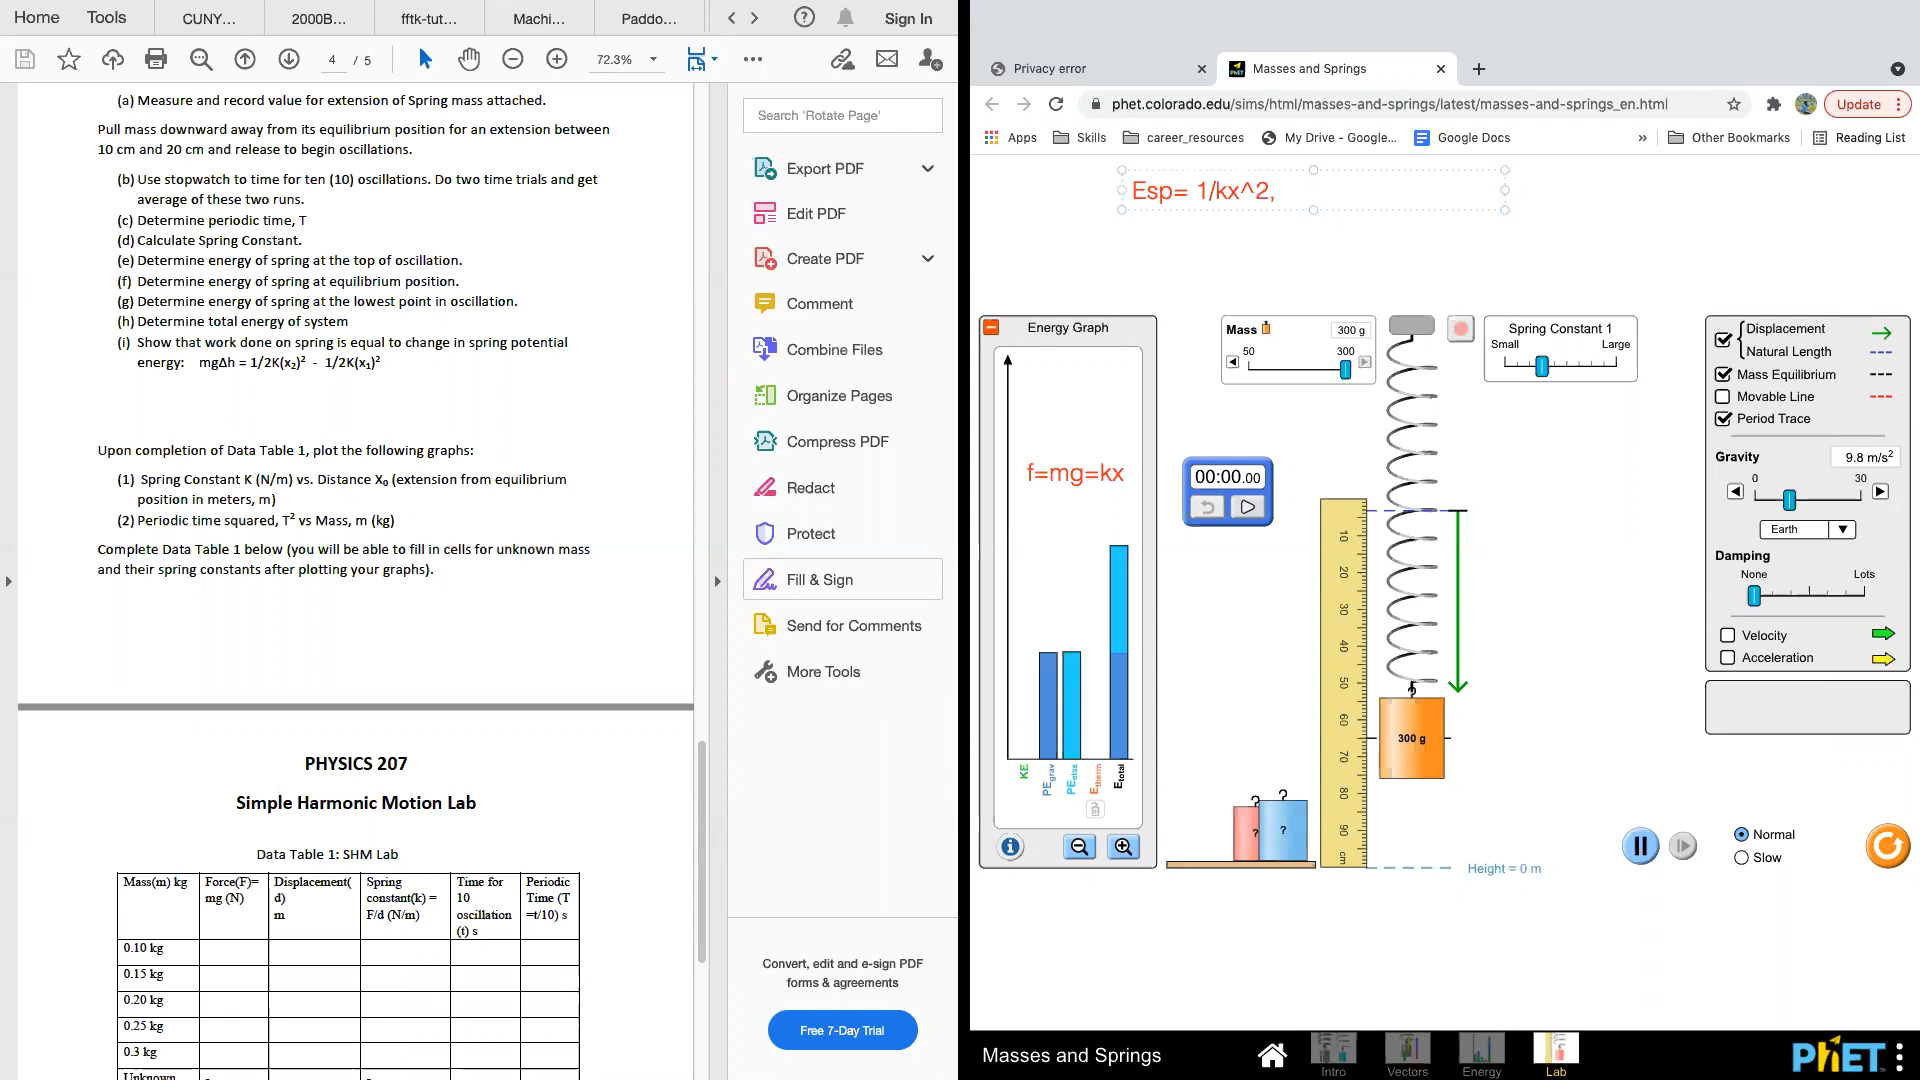 Home Tools CUNY... 2000B... fftk-tut... Machi... Paddo... Sign In
4 / 5 72.3%
(a) Measure and record value for extension of Spring mass attached.
Pull mass downward away from its equilibrium position for an extension between
10 cm and 20 cm and release to begin oscillations.
(b) Use stopwatch to time for ten (10) oscillations. Do two time trials and get
average of these two runs.
(c) Determine periodic time, T
(d) Calculate Spring Constant.
(e) Determine energy of spring at the top of oscillation.
(f) Determine energy of spring at equilibrium position.
(g) Determine energy of spring at the lowest point in oscillation.
(h) Determine total energy of system
(i) Show that work done on spring is equal to change in spring potential
energy: mgΔh = 1/2K(x₂)² - 1/2K(x₁)²
Upon completion of Data Table 1, plot the following graphs:
(1) Spring Constant K (N/m) vs. Distance X₀ (extension from equilibrium
position in meters, m)
(2) Periodic time squared, T² vs Mass, m (kg)
Complete Data Table 1 below (you will be able to fill in cells for unknown mass
and their spring constants after plotting your graphs).
PHYSICS 207
Simple Harmonic Motion Lab
Data Table 1: SHM Lab
Mass(m) kg Force(F)= Displacement( Spring Time for Periodic
mg (N) d) constant(k) = 10 Time (T
m F/d (N/m) oscillation =t/10) s
(t) s
0.10 kg
0.15 kg
0.20 kg
0.25 kg
0.3 kg
Unknown
Search 'Rotate Page'
Export PDF
Edit PDF
Create PDF
Comment
Combine Files
Organize Pages
Compress PDF
Redact
Protect
Fill & Sign
Send for Comments
More Tools
Convert, edit and e-sign PDF
forms & agreements
Free 7-Day Trial
Privacy error Masses and Springs
phet.colorado.edu/sims/html/masses-and-springs/latest/masses-and-springs_en.html Update
Apps Skills career_resources My Drive - Google... Google Docs » Other Bookmarks Reading List
Esp= 1/kx^2,
Energy Graph
f=mg=kx
KE
PEgrav
PEelas
Etherm
Etotal
Mass 300 g
50 300
Spring Constant 1
Small Large
00:00.00
10
20
30
40
50
60
70
80
90
cm
300 g
? ?
Height = 0 m
Displacement
Natural Length
Mass Equilibrium
Movable Line
Period Trace
Gravity 9.8 m/s²
0 30
Earth
Damping
None Lots
Velocity
Acceleration
Normal
Slow
Masses and Springs
Intro Vectors Energy Lab
PhET